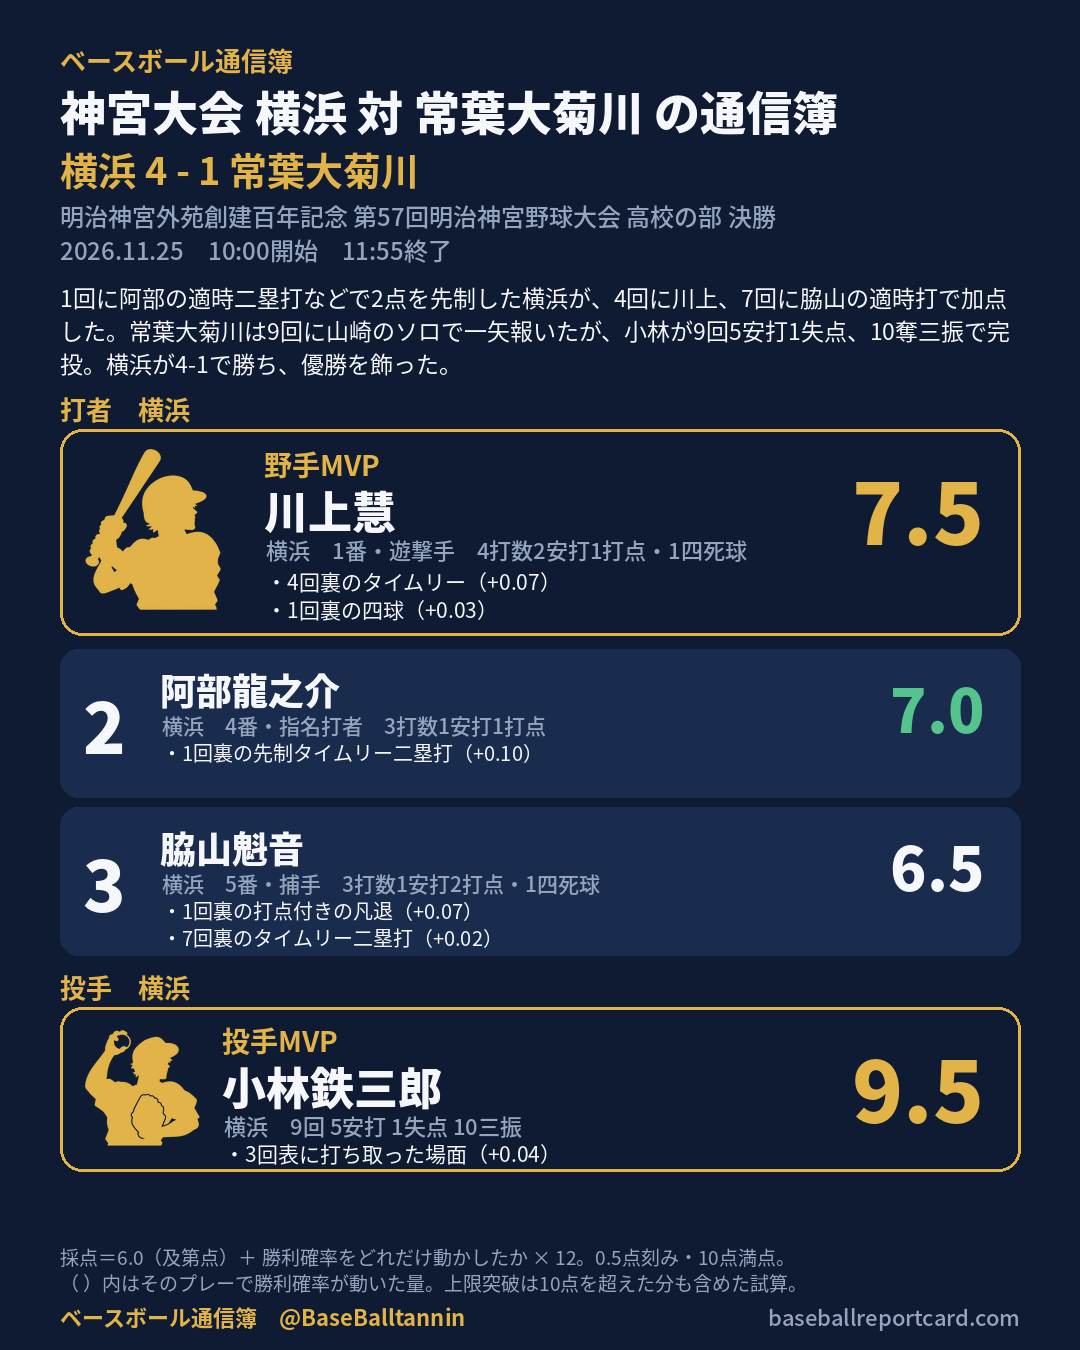 ベースボール通信簿
神宮大会 横浜 対 常葉大菊川 の通信簿
横浜 4 - 1 常葉大菊川
明治神宮外苑創建百年記念 第57回明治神宮野球大会 高校の部 決勝
2026.11.25　10:00開始　11:55終了
1回に阿部の適時二塁打などで2点を先制した横浜が、4回に川上、7回に脇山の適時打で加点
した。常葉大菊川は9回に山崎のソロで一矢報いたが、小林が9回5安打1失点、10奪三振で完
投。横浜が4-1で勝ち、優勝を飾った。
打者　横浜
野手MVP
川上慧
7.5
横浜　1番・遊撃手　4打数2安打1打点・1四死球
・4回裏のタイムリー（+0.07）
・1回裏の四球（+0.03）
2
阿部龍之介
7.0
横浜　4番・指名打者　3打数1安打1打点
・1回裏の先制タイムリー二塁打（+0.10）
3
脇山魁音
6.5
横浜　5番・捕手　3打数1安打2打点・1四死球
・1回裏の打点付きの凡退（+0.07）
・7回裏のタイムリー二塁打（+0.02）
投手　横浜
投手MVP
小林鉄三郎
9.5
横浜　9回 5安打 1失点 10三振
・3回表に打ち取った場面（+0.04）
採点＝6.0（及第点）＋ 勝利確率をどれだけ動かしたか × 12。0.5点刻み・10点満点。
（ ）内はそのプレーで勝利確率が動いた量。上限突破は10点を超えた分も含めた試算。
ベースボール通信簿　@BaseBalltannin
baseballreportcard.com